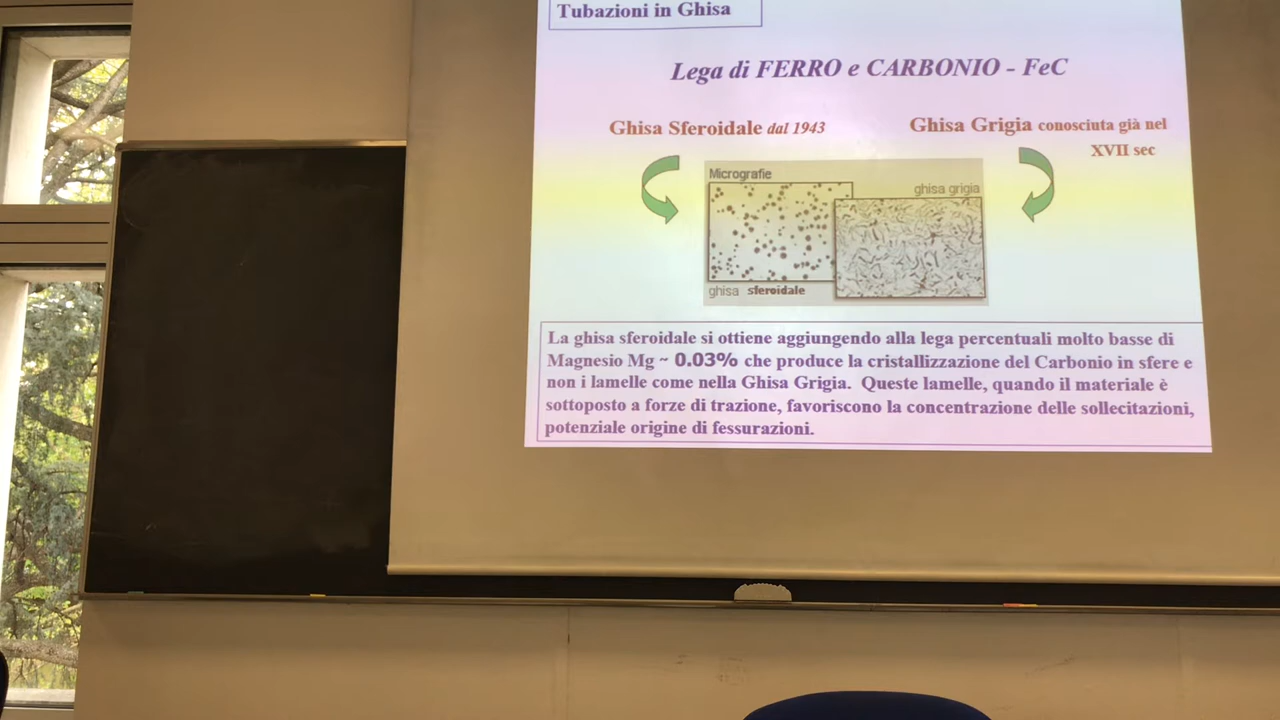 Tubazioni in Ghisa
Lega di FERRO e CARBONIO - FeC
Ghisa Sferoidale dal 1943
Ghisa Grigia conosciuta già nel
XVII sec
Micrografie
ghisa grigia
ghisa sferoidale
La ghisa sferoidale si ottiene aggiungendo alla lega percentuali molto basse di
Magnesio Mg ~ 0.03% che produce la cristallizzazione del Carbonio in sfere e
non i lamelle come nella Ghisa Grigia. Queste lamelle, quando il materiale è
sottoposto a forze di trazione, favoriscono la concentrazione delle sollecitazioni,
potenziale origine di fessurazioni.